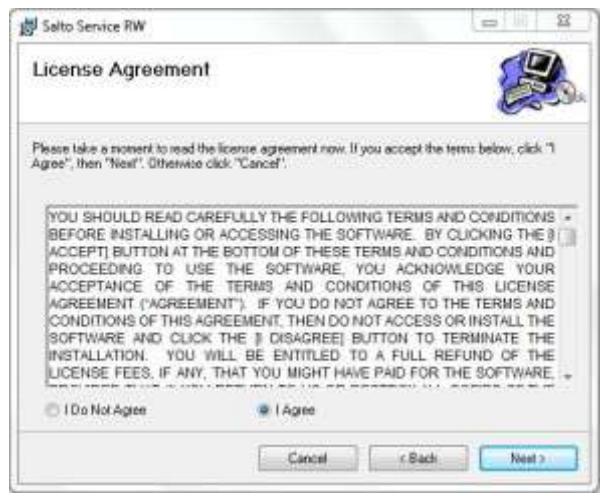 Salto Service RW
License Agreement
Please take a moment to read the license agreement now. If you accept the terms below, click "I
Agree", then "Next". Otherwise click "Cancel".
YOU SHOULD READ CAREFULLY THE FOLLOWING TERMS AND CONDITIONS
BEFORE INSTALLING OR ACCESSING THE SOFTWARE. BY CLICKING THE [I
ACCEPT] BUTTON AT THE BOTTOM OF THESE TERMS AND CONDITIONS AND
PROCEEDING TO USE THE SOFTWARE, YOU ACKNOWLEDGE YOUR
ACCEPTANCE OF THE TERMS AND CONDITIONS OF THIS LICENSE
AGREEMENT ("AGREEMENT"). IF YOU DO NOT AGREE TO THE TERMS AND
CONDITIONS OF THIS AGREEMENT, THEN DO NOT ACCESS OR INSTALL THE
SOFTWARE AND CLICK THE [I DISAGREE] BUTTON TO TERMINATE THE
INSTALLATION. YOU WILL BE ENTITLED TO A FULL REFUND OF THE
LICENSE FEES, IF ANY, THAT YOU MIGHT HAVE PAID FOR THE SOFTWARE,
I Do Not Agree
I Agree
Cancel
< Back
Next >